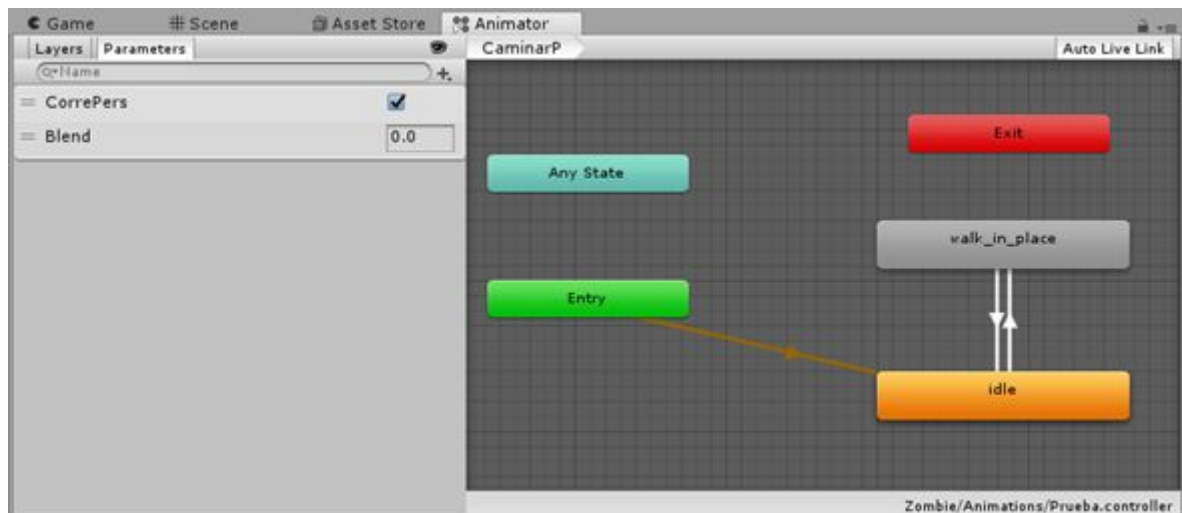 Game Scene Asset Store Animator
Layers Parameters CaminarP Auto Live Link
Name
CorrePers
Blend 0.0
Exit
Any State
walk_in_place
Entry
idle
Zombie/Animations/Prueba.controller